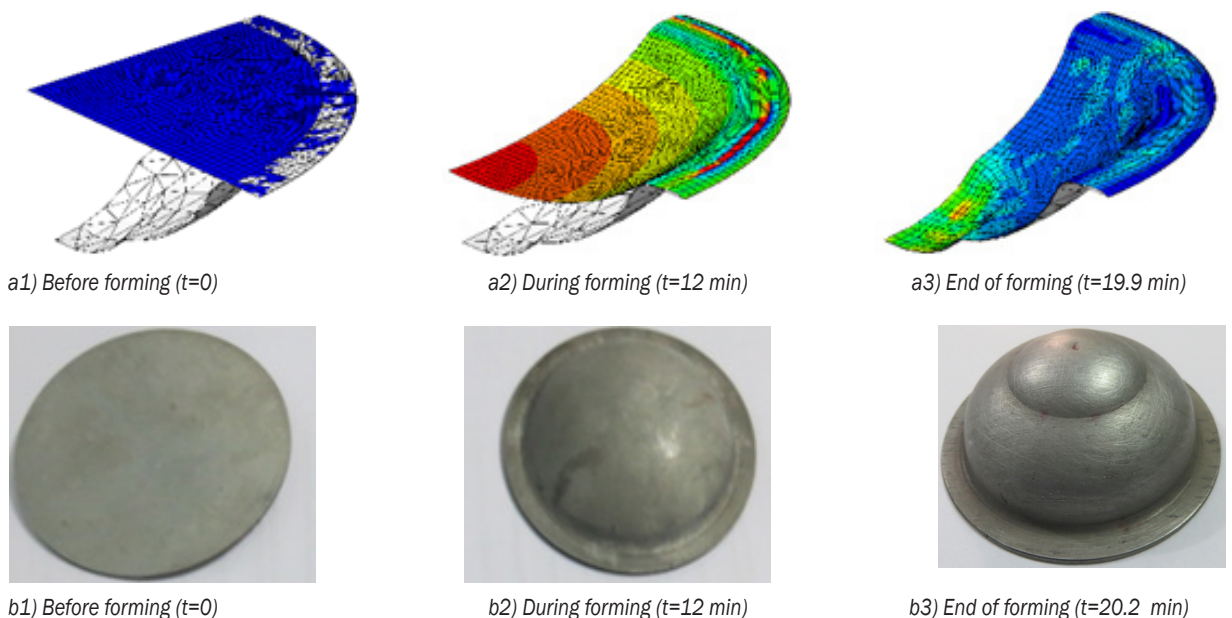 a1) Before forming (t=0)
a2) During forming (t=12 min)
a3) End of forming (t=19.9 min)
b1) Before forming (t=0)
b2) During forming (t=12 min)
b3) End of forming (t=20.2 min)